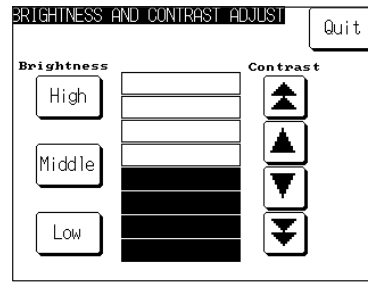 BRIGHTNESS AND CONTRAST ADJUST
Quit
Brightness
Contrast
High
Middle
Low